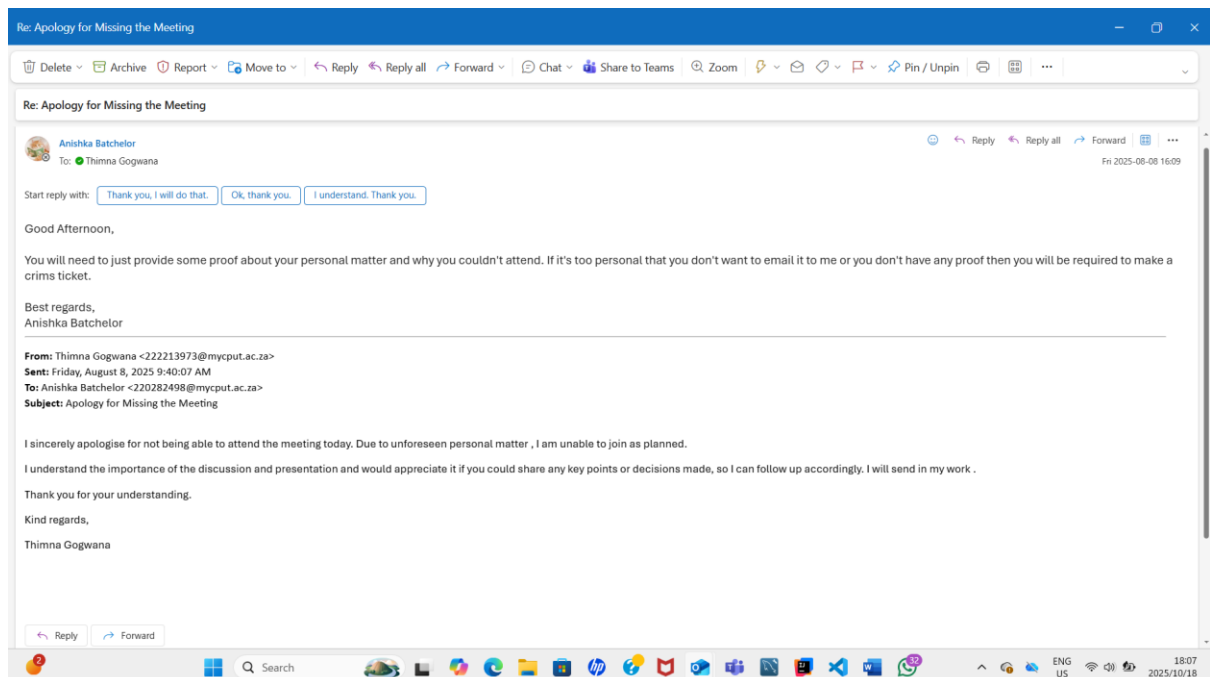 Re: Apology for Missing the Meeting
Delete Archive Report Move to Reply Reply all Forward Chat Share to Teams Zoom Pin / Unpin
Re: Apology for Missing the Meeting
Anishka Batchelor
To: Thimna Gogwana
Reply Reply all Forward
Fri 2025-08-08 16:09
Start reply with: Thank you, I will do that. Ok, thank you. I understand. Thank you.
Good Afternoon,
You will need to just provide some proof about your personal matter and why you couldn't attend. If it's too personal that you don't want to email it to me or you don't have any proof then you will be required to make a
crims ticket.
Best regards,
Anishka Batchelor
From: Thimna Gogwana <222213973@mycput.ac.za>
Sent: Friday, August 8, 2025 9:40:07 AM
To: Anishka Batchelor <220282498@mycput.ac.za>
Subject: Apology for Missing the Meeting
I sincerely apologise for not being able to attend the meeting today. Due to unforeseen personal matter , I am unable to join as planned.
I understand the importance of the discussion and presentation and would appreciate it if you could share any key points or decisions made, so I can follow up accordingly. I will send in my work .
Thank you for your understanding.
Kind regards,
Thimna Gogwana
Reply Forward
2 Search hp 32 ENG 18:07
US 2025/10/18